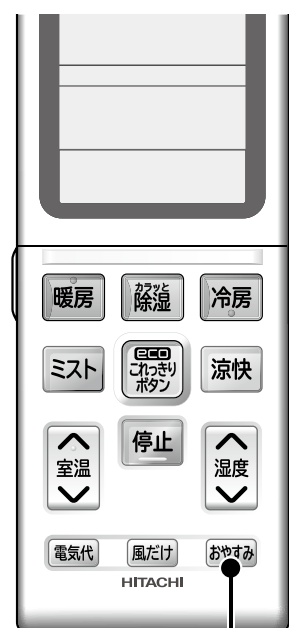 暖房
カラッと
除湿
冷房
ミスト
eco
これっきり
ボタン
涼快
室温
停止
湿度
電気代
風だけ
おやすみ
HITACHI